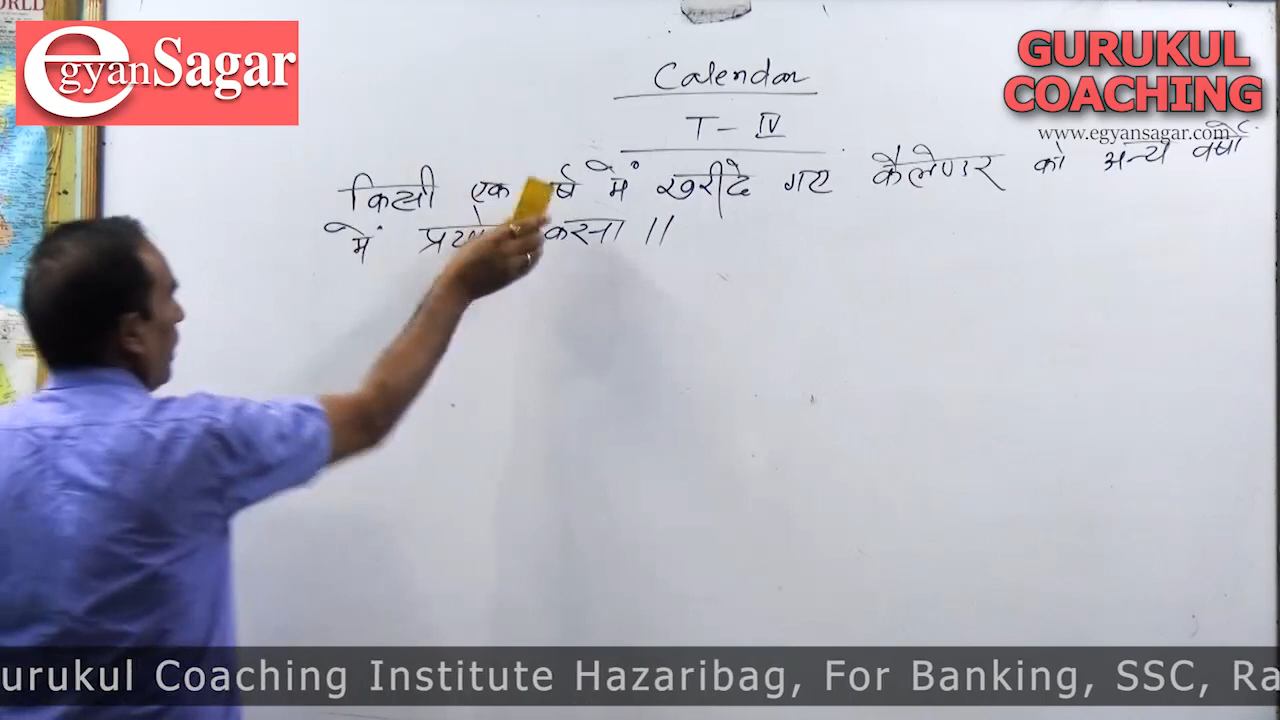 ORLD
egyanSagar
GURUKUL
COACHING
www.egyansagar.com
Calendar
T - IV
किसी एक में खरीदे गए कैलेण्डर को अन्य वर्षों
में करना ॥
urukul Coaching Institute Hazaribag, For Banking, SSC, Ra